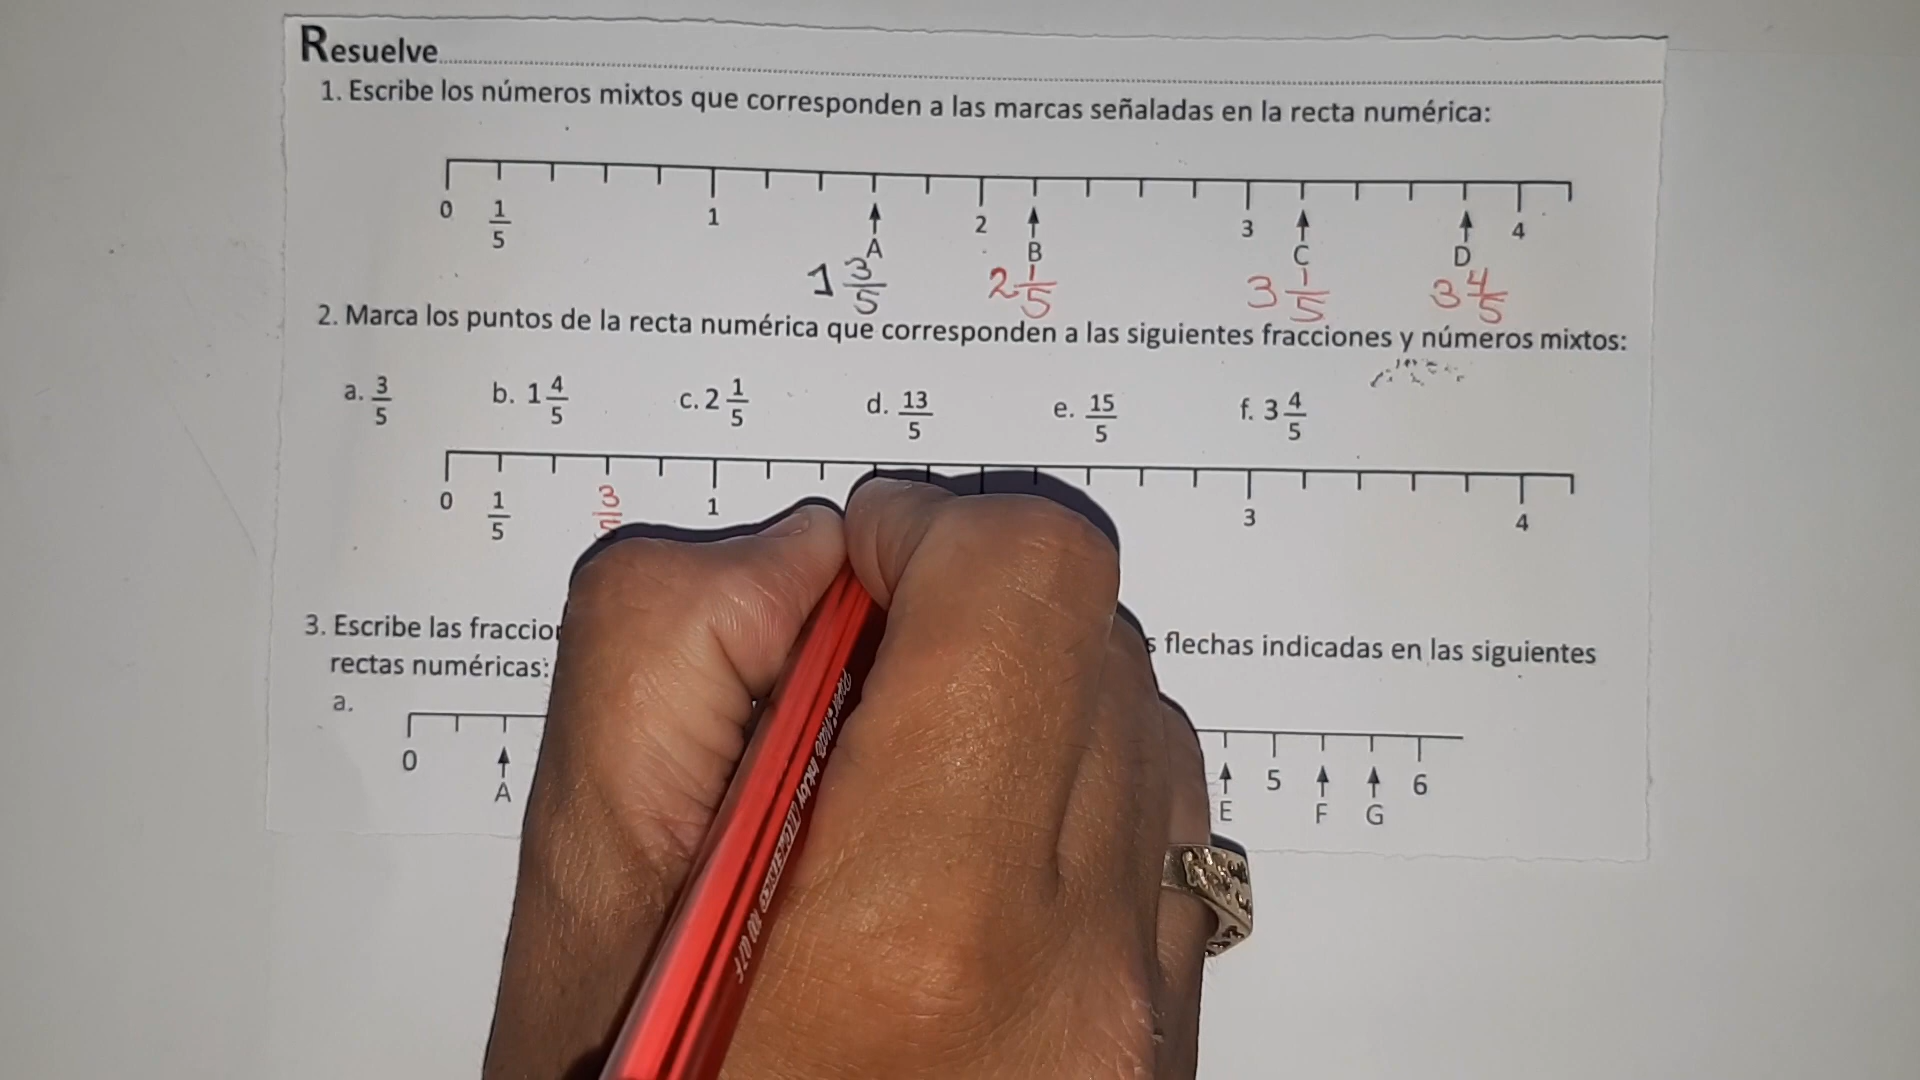 Resuelve
1. Escribe los números mixtos que corresponden a las marcas señaladas en la recta numérica:
0 1/5 1 2 3 4
A B C D
1 3/5 2 1/5 3 1/5 3 4/5
2. Marca los puntos de la recta numérica que corresponden a las siguientes fracciones y números mixtos:
a. 3/5 b. 1 4/5 c. 2 1/5 d. 13/5 e. 15/5 f. 3 4/5
0 1/5 3/5 1 3 4
3. Escribe las flechas indicadas en las siguientes
rectas numéricas:
a.
0 5 6
A E F G